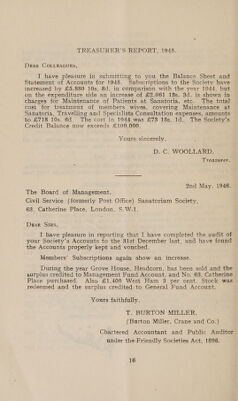 TREASURER'S REPORT, 1945.
DEAR COLLEAGUES,
I have pleasure in submitting to you the Balance Sheet and
Statement of Accounts for 1945. Subscriptions to the Society have
increased by £5,880 10s. 8d. in comparison with the year 1944, but
on the expenditure side an increase of £2,961 18s. 3d. is shown in
charges for Maintenance of Patients at Sanatoria, etc. The total
cost for treatment of members wives, covering Maintenance at
Sanatoria, Travelling and Specialists Consultation expenses, amounts
to £718 10s. 6d. The cost in 1944 was £73 18s. 1d. The Society's
Credit Balance now exceeds £100,000.
Yours sincerely,
D. C. WOOLLARD.
Treasurer.
2nd May, 1946.
The Board of Management,
Civil Service (formerly Post Office) Sanatorium Society,
63, Catherine Place, London, S.W.1.
DEAR SIRS,
I have pleasure in reporting that I have completed the audit of
your Society's Accounts to the 31st December last, and have found
the Accounts properly kept and vouched.
Members' Subscriptions again show an increase.
During the year Grove House, Hendon, has been sold and the
surplus credited to Management Fund Account, and No. 63, Catherine
Place purchased. Also £1,400 West Ham 3 per cent. Stock was
redeemed and the surplus credited to General Fund Account.
Yours faithfully,
T. BURTON MILLER.
(Burton Miller, Crane and Co.)
Chartered Accountant and Public Auditor
under the Friendly Societies Act, 1896.
16